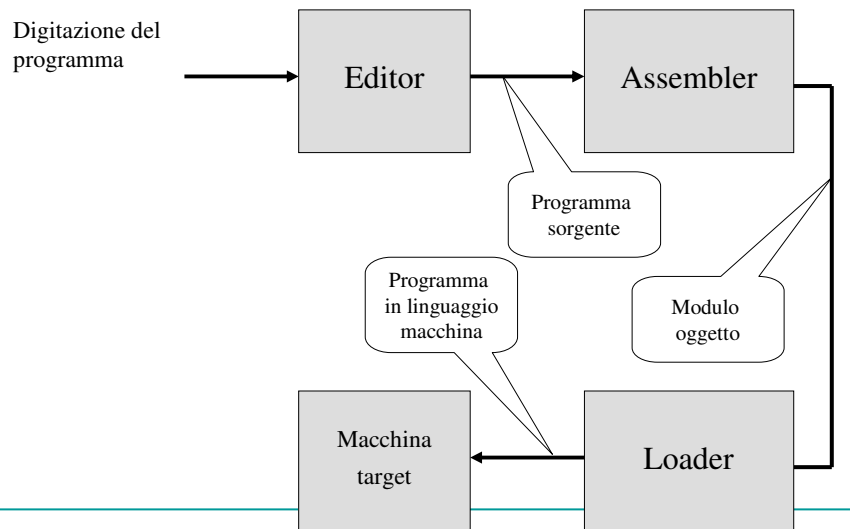 Digitazione del
programma
Editor
Assembler
Programma
sorgente
Programma
in linguaggio
macchina
Modulo
oggetto
Macchina
target
Loader